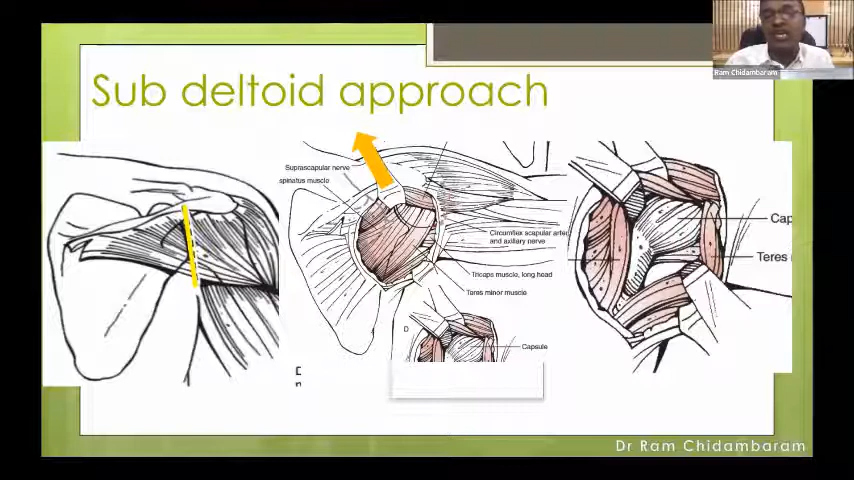 Ram Chidambaram
Sub deltoid approach
Suprascapular nerve
spinatus muscle
Circumflex scapular arter
and axillary nerve
Triceps muscle, long head
Teres minor muscle
D
Capsule
Cap
Teres
Dr Ram Chidambaram